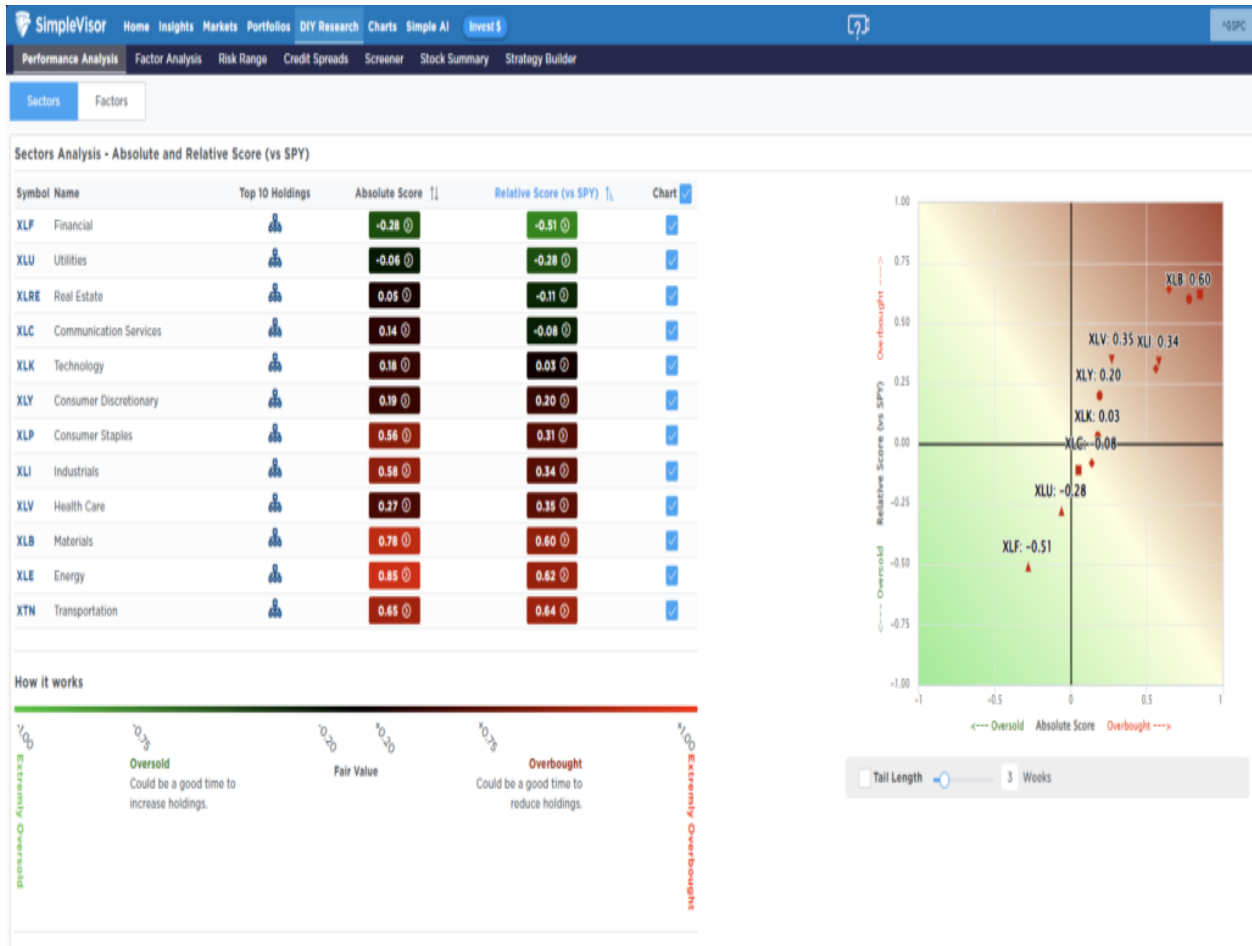 SimpleVisor Home Insights Markets Portfolios DIY Research Charts Simple AI Invest $ ^GSPC
Performance Analysis Factor Analysis Risk Range Credit Spreads Screener Stock Summary Strategy Builder
Sectors Factors
Sectors Analysis - Absolute and Relative Score (vs SPY)
Symbol Name Top 10 Holdings Absolute Score Relative Score (vs SPY) Chart
XLF Financial -0.28 -0.51
XLU Utilities -0.06 -0.28
XLRE Real Estate 0.05 -0.11
XLC Communication Services 0.14 -0.08
XLK Technology 0.18 0.03
XLY Consumer Discretionary 0.19 0.20
XLP Consumer Staples 0.56 0.31
XLI Industrials 0.58 0.34
XLV Health Care 0.27 0.35
XLB Materials 0.78 0.60
XLE Energy 0.85 0.62
XTN Transportation 0.65 0.64
How it works
-1.00 -0.75 -0.20 +0.20 +0.75 +1.00
Extremly Oversold
Oversold
Could be a good time to
increase holdings.
Fair Value
Overbought
Could be a good time to
reduce holdings.
Extremly Overbought
<--- Oversold Relative Score (vs SPY) Overbought --->
1.00
0.75
0.50
0.25
0.00
-0.25
-0.50
-0.75
-1.00
XLB: 0.60
XLV: 0.35 XLI: 0.34
XLY: 0.20
XLK: 0.03
XLC: -0.08
XLU: -0.28
XLF: -0.51
-1 -0.5 0 0.5 1
<--- Oversold Absolute Score Overbought --->
Tail Length 3 Weeks